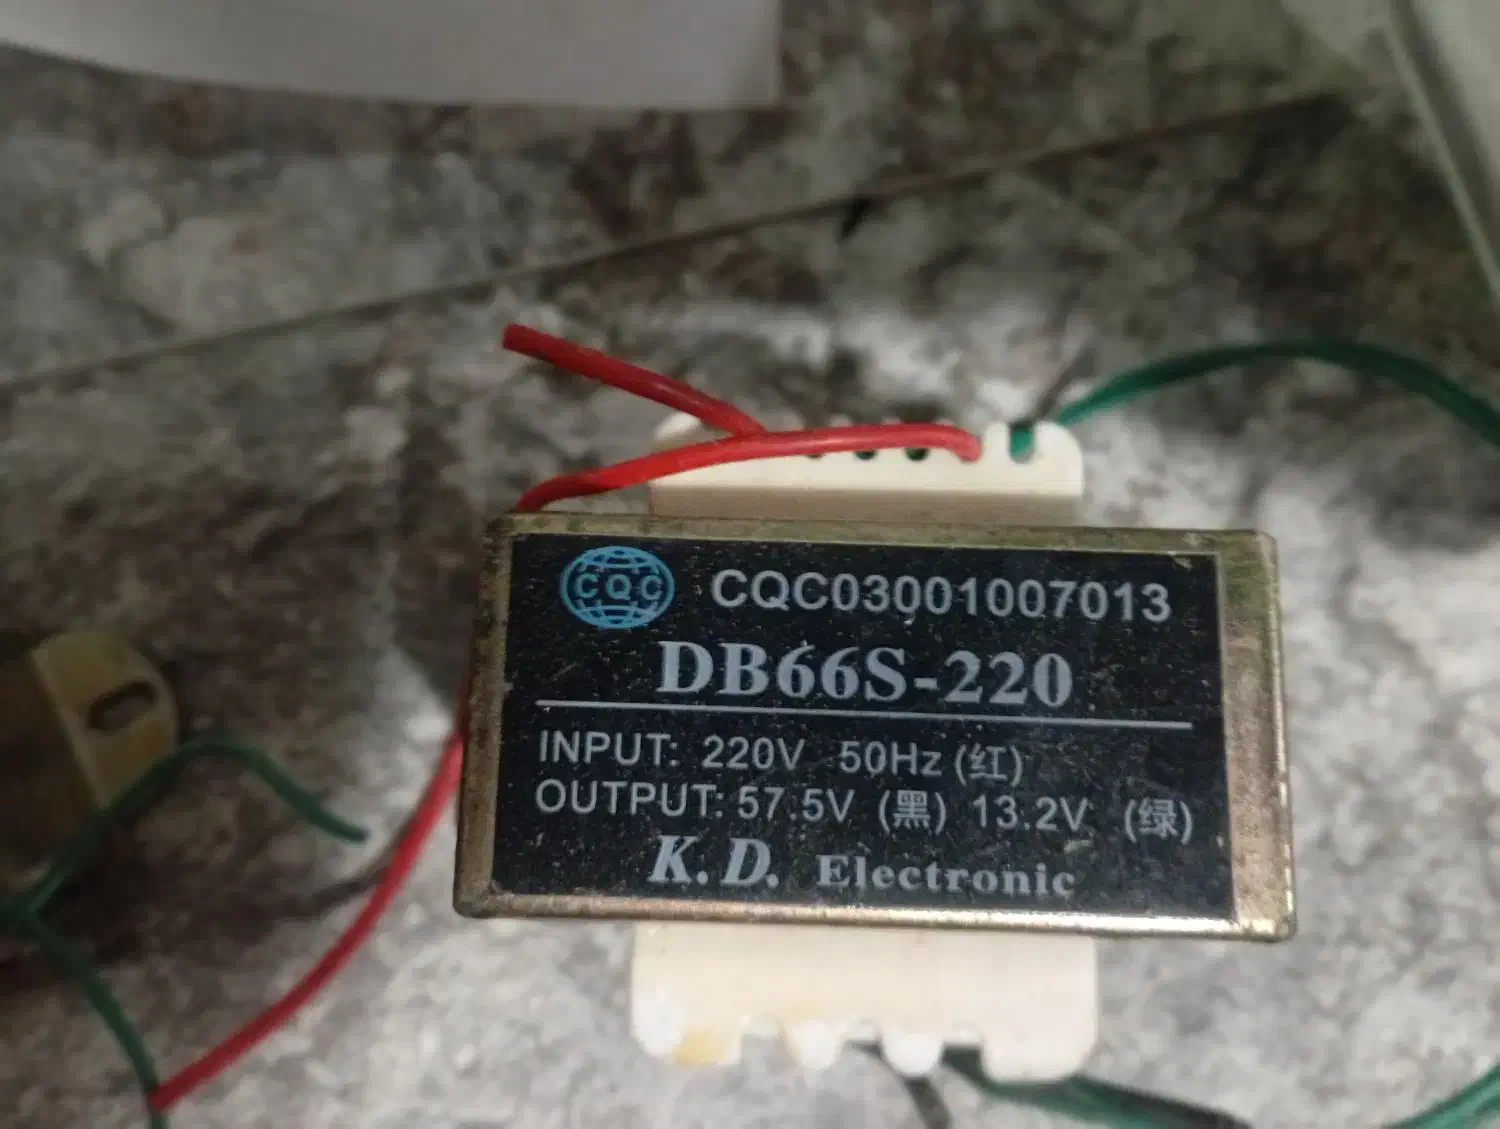 CQC CQC03001007013
DB66S-220
INPUT: 220V 50Hz (红)
OUTPUT: 57.5V (黑) 13.2V (绿)
K.D. Electronic